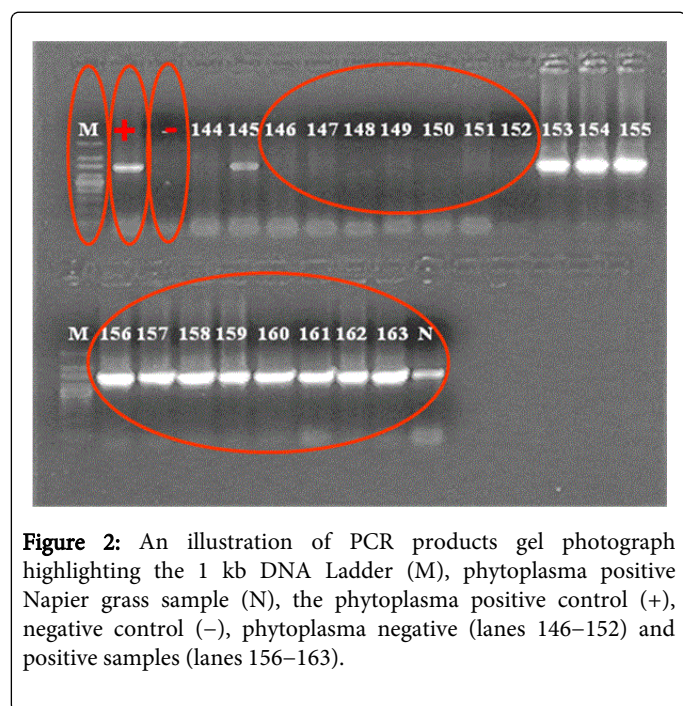 M + - 144 145 146 147 148 149 150 151 152 153 154 155
M 156 157 158 159 160 161 162 163 N
Figure 2: An illustration of PCR products gel photograph
highlighting the 1 kb DNA Ladder (M), phytoplasma positive
Napier grass sample (N), the phytoplasma positive control (+),
negative control (−), phytoplasma negative (lanes 146–152) and
positive samples (lanes 156–163).